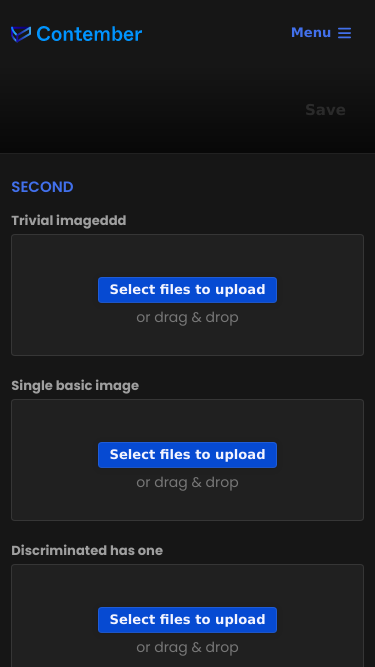 Contember
Menu
Save
SECOND
Trivial imageddd
Select files to upload
or drag & drop
Single basic image
Select files to upload
or drag & drop
Discriminated has one
Select files to upload
or drag & drop